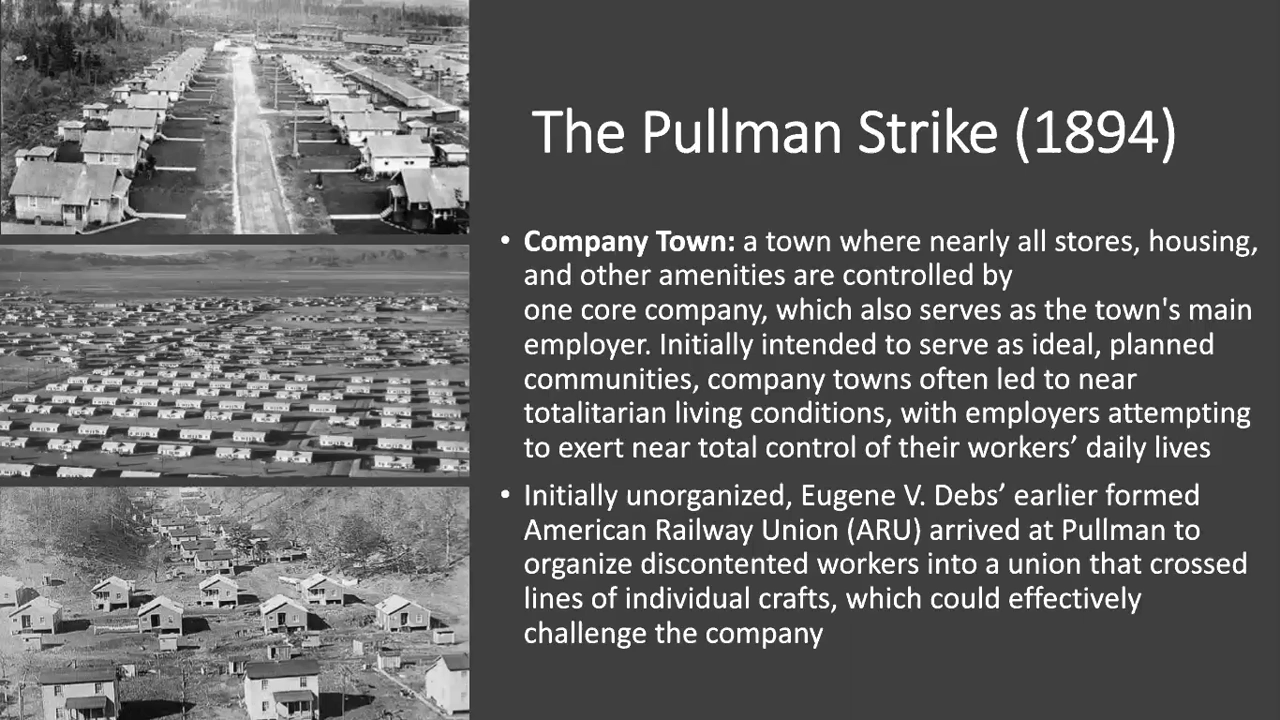 The Pullman Strike (1894)
• Company Town: a town where nearly all stores, housing,
and other amenities are controlled by
one core company, which also serves as the town's main
employer. Initially intended to serve as ideal, planned
communities, company towns often led to near
totalitarian living conditions, with employers attempting
to exert near total control of their workers’ daily lives
• Initially unorganized, Eugene V. Debs’ earlier formed
American Railway Union (ARU) arrived at Pullman to
organize discontented workers into a union that crossed
lines of individual crafts, which could effectively
challenge the company